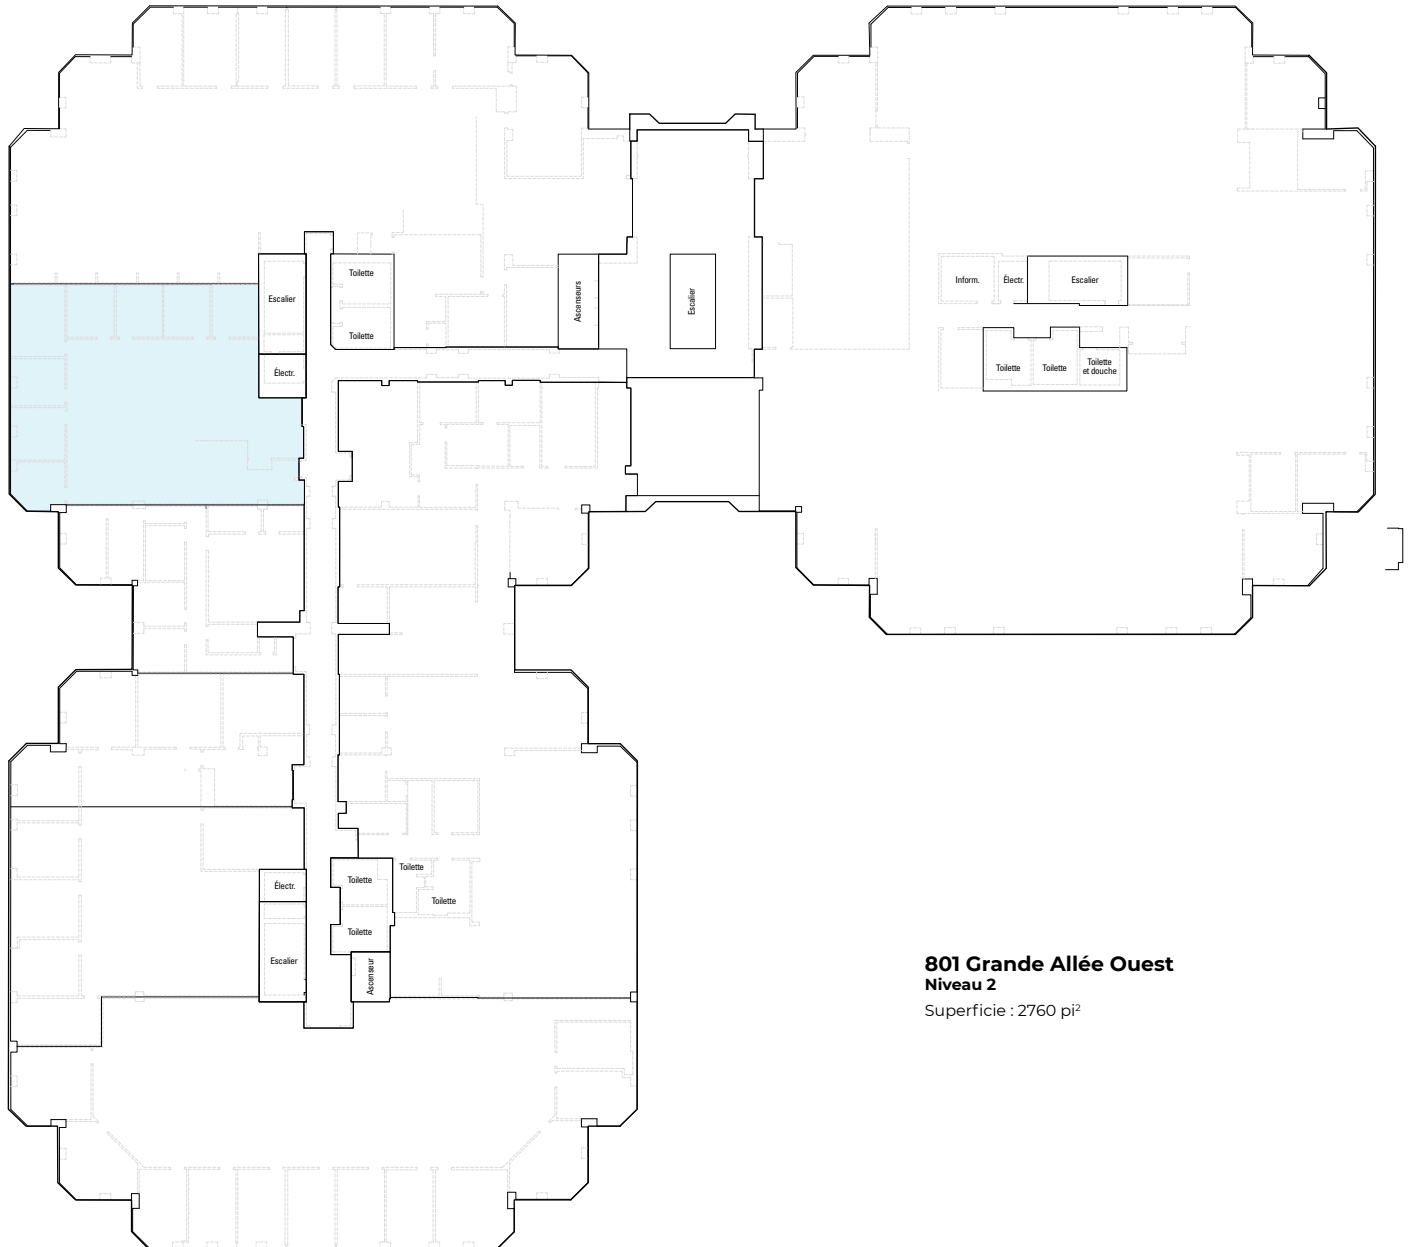 Toilette
Escalier
Toilette
Électr.
Ascenseurs
Escalier
Inform.
Électr.
Escalier
Toilette
Toilette
Toilette
et douche
Électr.
Escalier
Toilette
Toilette
Toilette
Toilette
Ascenseur
801 Grande Allée Ouest
Niveau 2
Superficie : 2760 pi²